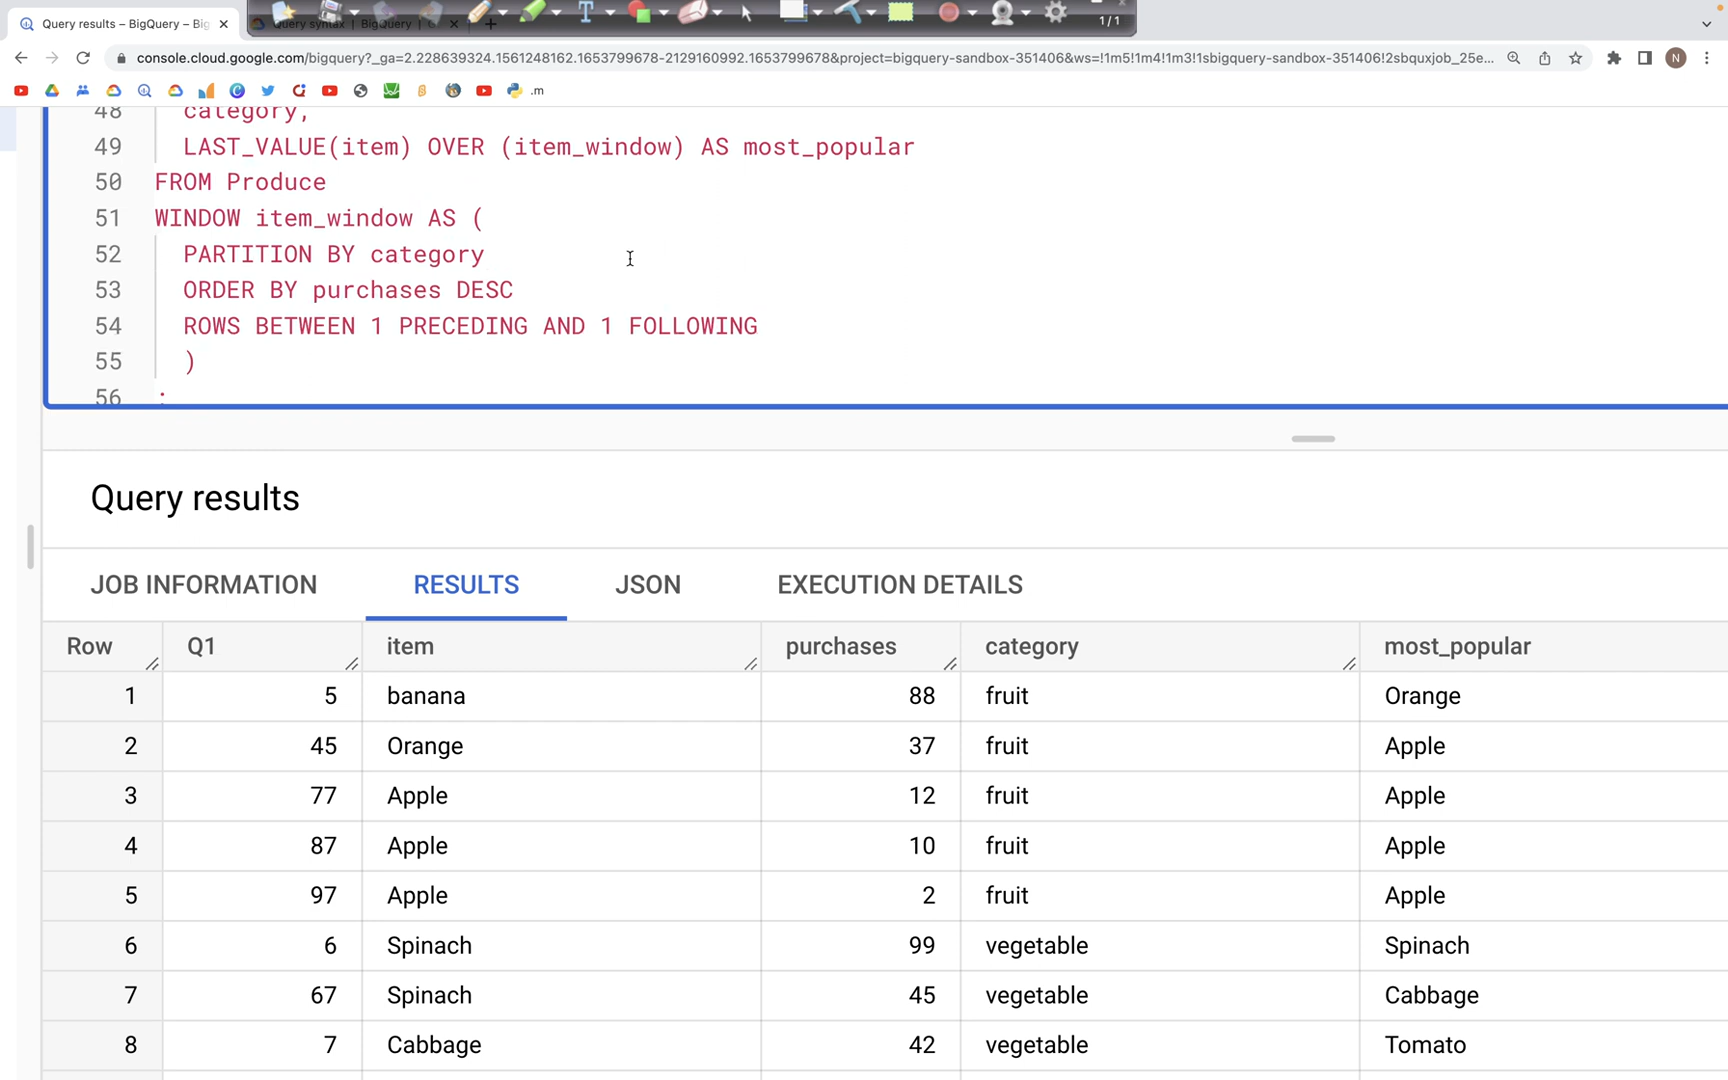 Query results – BigQuery – Big
Query syntax | BigQuery | G
1/1
console.cloud.google.com/bigquery?_ga=2.228639324.1561248162.1653799678-2129160992.1653799678&project=bigquery-sandbox-351406&ws=!1m5!1m4!1m3!1sbigquery-sandbox-351406!2sbquxjob_25e...
N
.m
48 category,
49 LAST_VALUE(item) OVER (item_window) AS most_popular
50 FROM Produce
51 WINDOW item_window AS (
52 PARTITION BY category
53 ORDER BY purchases DESC
54 ROWS BETWEEN 1 PRECEDING AND 1 FOLLOWING
55 )
56 ;
Query results
JOB INFORMATION RESULTS JSON EXECUTION DETAILS
Row Q1 item purchases category most_popular
1 5 banana 88 fruit Orange
2 45 Orange 37 fruit Apple
3 77 Apple 12 fruit Apple
4 87 Apple 10 fruit Apple
5 97 Apple 2 fruit Apple
6 6 Spinach 99 vegetable Spinach
7 67 Spinach 45 vegetable Cabbage
8 7 Cabbage 42 vegetable Tomato